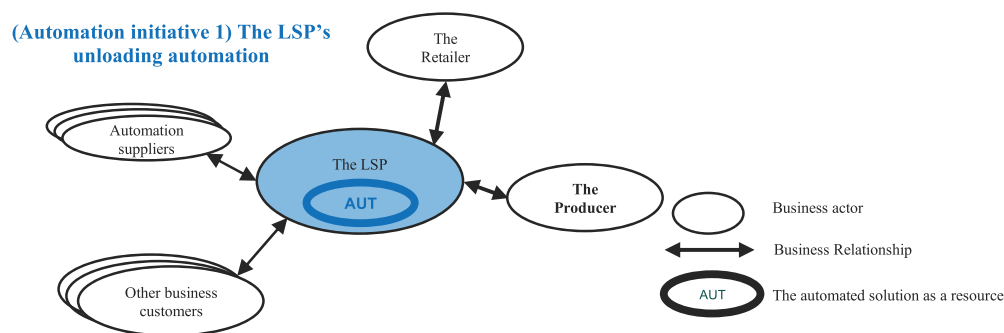 (Automation initiative 1) The LSP's
unloading automation
The
Retailer
Automation
suppliers
The LSP
AUT
The
Producer
Other business
customers
Business actor
Business Relationship
AUT
The automated solution as a resource